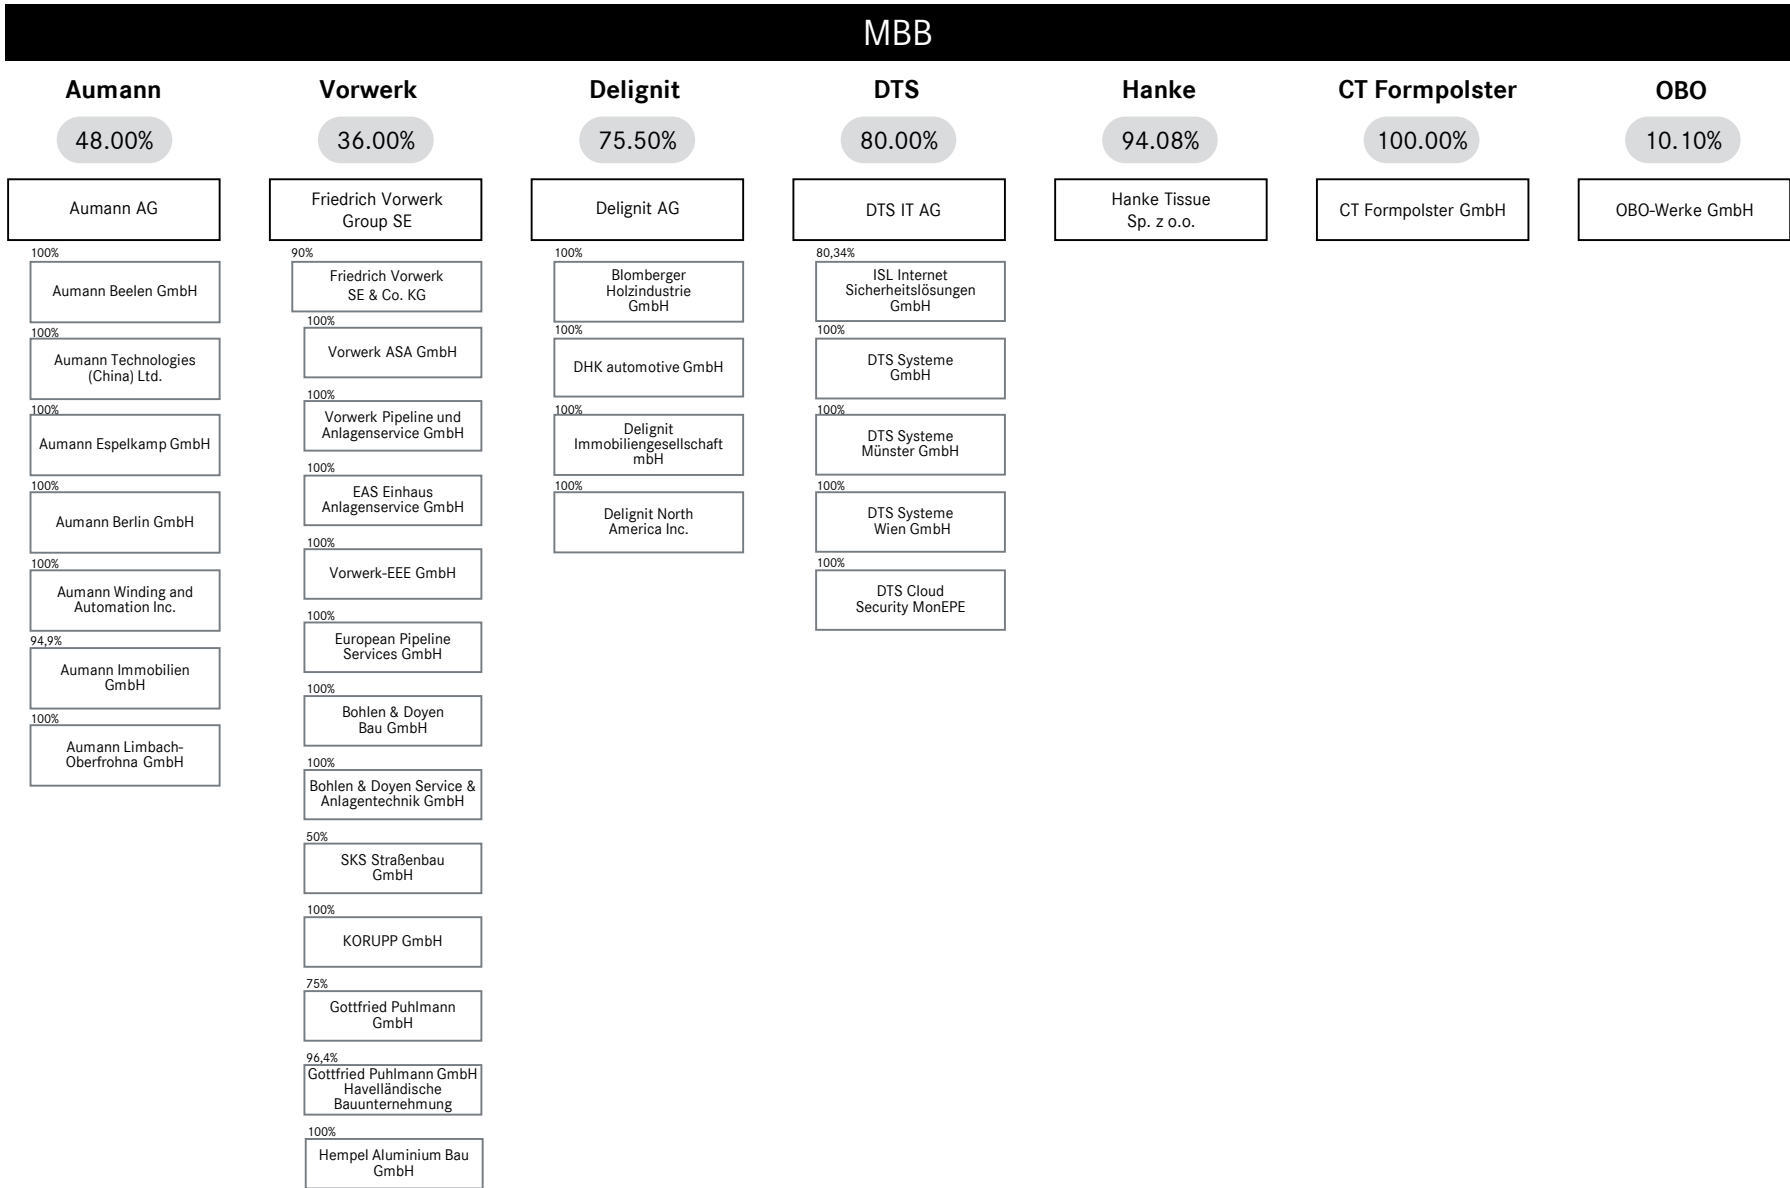 MBB
Aumann
48.00%
Aumann AG
100%
Aumann Beelen GmbH
100%
Aumann Technologies
(China) Ltd.
100%
Aumann Espelkamp GmbH
100%
Aumann Berlin GmbH
100%
Aumann Winding and
Automation Inc.
94,9%
Aumann Immobilien
GmbH
100%
Aumann Limbach-
Oberfrohna GmbH
Vorwerk
36.00%
Friedrich Vorwerk
Group SE
90%
Friedrich Vorwerk
SE & Co. KG
100%
Vorwerk ASA GmbH
100%
Vorwerk Pipeline und
Anlagenservice GmbH
100%
EAS Einhaus
Anlagenservice GmbH
100%
Vorwerk-EEE GmbH
100%
European Pipeline
Services GmbH
100%
Bohlen & Doyen
Bau GmbH
100%
Bohlen & Doyen Service &
Anlagentechnik GmbH
50%
SKS Straßenbau
GmbH
100%
KORUPP GmbH
75%
Gottfried Puhlmann
GmbH
96,4%
Gottfried Puhlmann GmbH
Havelländische
Bauunternehmung
100%
Hempel Aluminium Bau
GmbH
Delignit
75.50%
Delignit AG
100%
Blomberger
Holzindustrie
GmbH
100%
DHK automotive GmbH
100%
Delignit
Immobiliengesellschaft
mbH
100%
Delignit North
America Inc.
DTS
80.00%
DTS IT AG
80,34%
ISL Internet
Sicherheitslösungen
GmbH
100%
DTS Systeme
GmbH
100%
DTS Systeme
Münster GmbH
100%
DTS Systeme
Wien GmbH
100%
DTS Cloud
Security MonEPE
Hanke
94.08%
Hanke Tissue
Sp. z o.o.
CT Formpolster
100.00%
CT Formpolster GmbH
OBO
10.10%
OBO-Werke GmbH